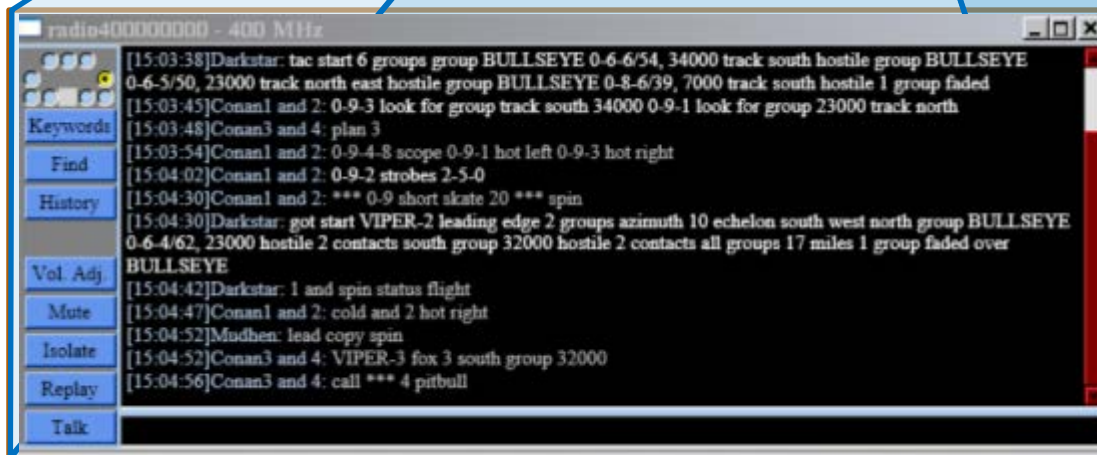 radio400000000 - 400 MHz
[15:03:38]Darkstar: tac start 6 groups group BULLSEYE 0-6-6/54, 34000 track south hostile group BULLSEYE
0-6-5/50, 23000 track north east hostile group BULLSEYE 0-8-6/39, 7000 track south hostile 1 group faded
[15:03:45]Conan1 and 2: 0-9-3 look for group track south 34000 0-9-1 look for group 23000 track north
[15:03:48]Conan3 and 4: plan 3
[15:03:54]Conan1 and 2: 0-9-4-8 scope 0-9-1 hot left 0-9-3 hot right
[15:04:02]Conan1 and 2: 0-9-2 strobes 2-5-0
[15:04:30]Conan1 and 2: *** 0-9 short skate 20 *** spin
[15:04:30]Darkstar: got start VIPER-2 leading edge 2 groups azimuth 10 echelon south west north group BULLSEYE
0-6-4/62, 23000 hostile 2 contacts south group 32000 hostile 2 contacts all groups 17 miles 1 group faded over
BULLSEYE
[15:04:42]Darkstar: 1 and spin status flight
[15:04:47]Conan1 and 2: cold and 2 hot right
[15:04:52]Mudhen: lead copy spin
[15:04:52]Conan3 and 4: VIPER-3 fox 3 south group 32000
[15:04:56]Conan3 and 4: call *** 4 pitbull
Keywords
Find
History
Vol. Adj.
Mute
Isolate
Replay
Talk